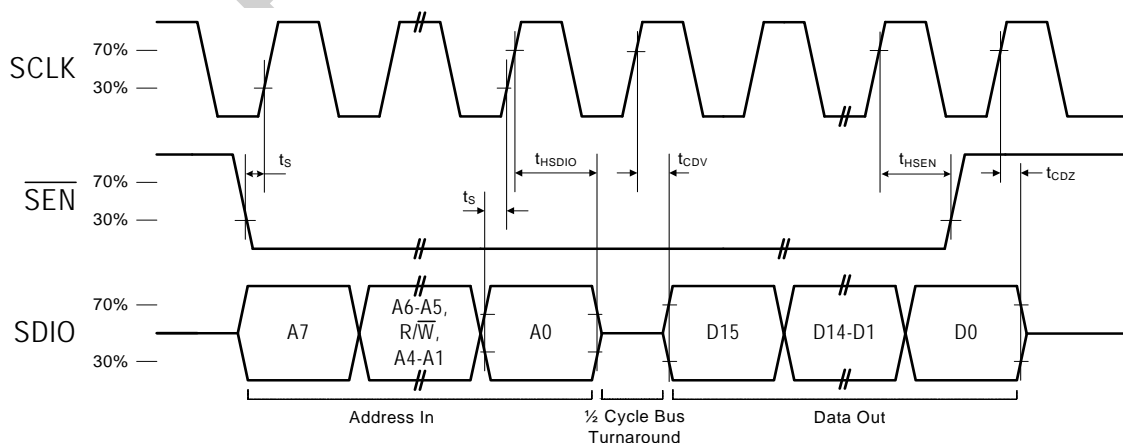 SCLK
70%
30%
SEN
70%
30%
tS
tS
tHSDIO
tCDV
tHSEN
tCDZ
SDIO
70%
30%
A7
A6-A5,
R/W,
A4-A1
A0
D15
D14-D1
D0
Address In
½ Cycle Bus
Turnaround
Data Out